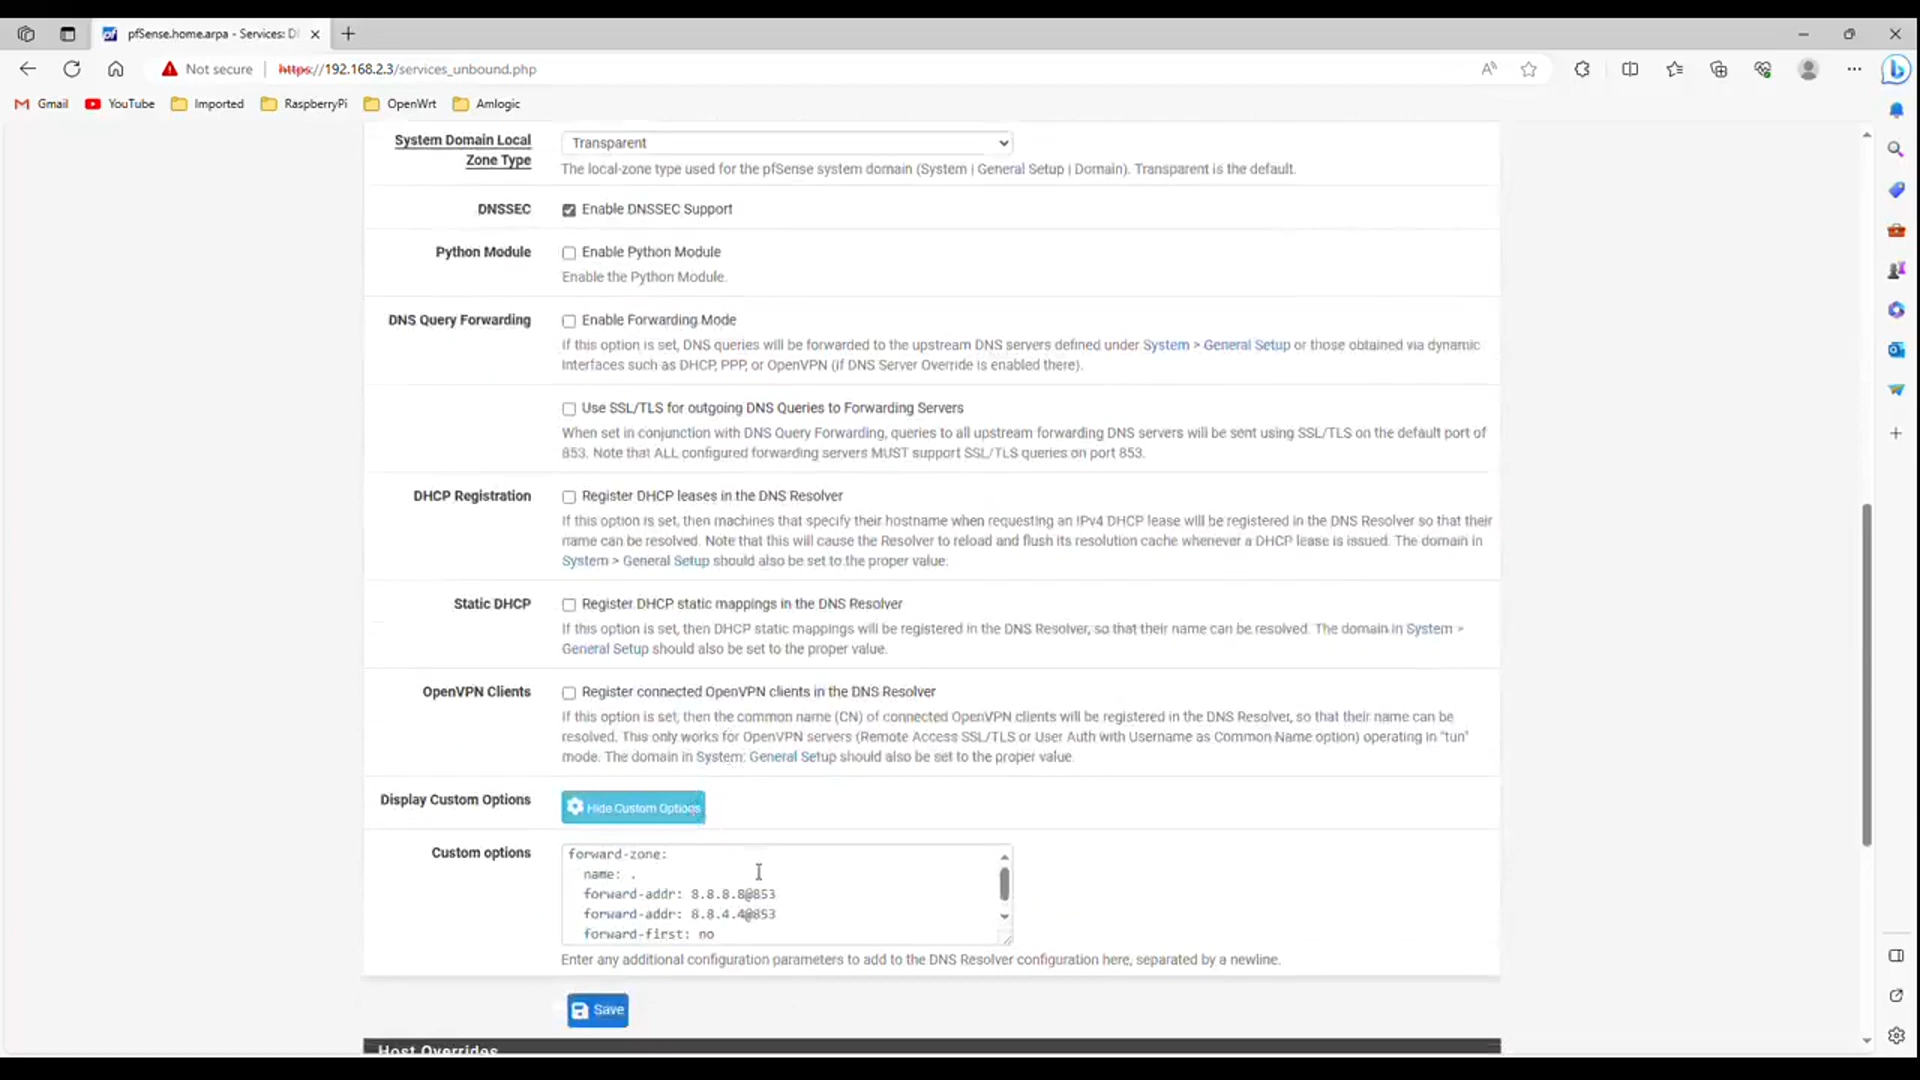 pfSense.home.arpa - Services: D
Not secure
https://192.168.2.3/services_unbound.php
Gmail
YouTube
Imported
RaspberryPi
OpenWrt
Amlogic
System Domain Local
Zone Type
Transparent
The local-zone type used for the pfSense system domain (System | General Setup | Domain). Transparent is the default.
DNSSEC
Enable DNSSEC Support
Python Module
Enable Python Module
Enable the Python Module.
DNS Query Forwarding
Enable Forwarding Mode
If this option is set, DNS queries will be forwarded to the upstream DNS servers defined under System > General Setup or those obtained via dynamic
interfaces such as DHCP, PPP, or OpenVPN (if DNS Server Override is enabled there).
Use SSL/TLS for outgoing DNS Queries to Forwarding Servers
When set in conjunction with DNS Query Forwarding, queries to all upstream forwarding DNS servers will be sent using SSL/TLS on the default port of
853. Note that ALL configured forwarding servers MUST support SSL/TLS queries on port 853.
DHCP Registration
Register DHCP leases in the DNS Resolver
If this option is set, then machines that specify their hostname when requesting an IPv4 DHCP lease will be registered in the DNS Resolver so that their
name can be resolved. Note that this will cause the Resolver to reload and flush its resolution cache whenever a DHCP lease is issued. The domain in
System > General Setup should also be set to the proper value.
Static DHCP
Register DHCP static mappings in the DNS Resolver
If this option is set, then DHCP static mappings will be registered in the DNS Resolver, so that their name can be resolved. The domain in System >
General Setup should also be set to the proper value.
OpenVPN Clients
Register connected OpenVPN clients in the DNS Resolver
If this option is set, then the common name (CN) of connected OpenVPN clients will be registered in the DNS Resolver, so that their name can be
resolved. This only works for OpenVPN servers (Remote Access SSL/TLS or User Auth with Username as Common Name option) operating in "tun"
mode. The domain in System: General Setup should also be set to the proper value.
Display Custom Options
Hide Custom Options
Custom options
forward-zone:
name: .
forward-addr: 8.8.8.8@853
forward-addr: 8.8.4.4@853
forward-first: no
Enter any additional configuration parameters to add to the DNS Resolver configuration here, separated by a newline.
Save
Host Overrides